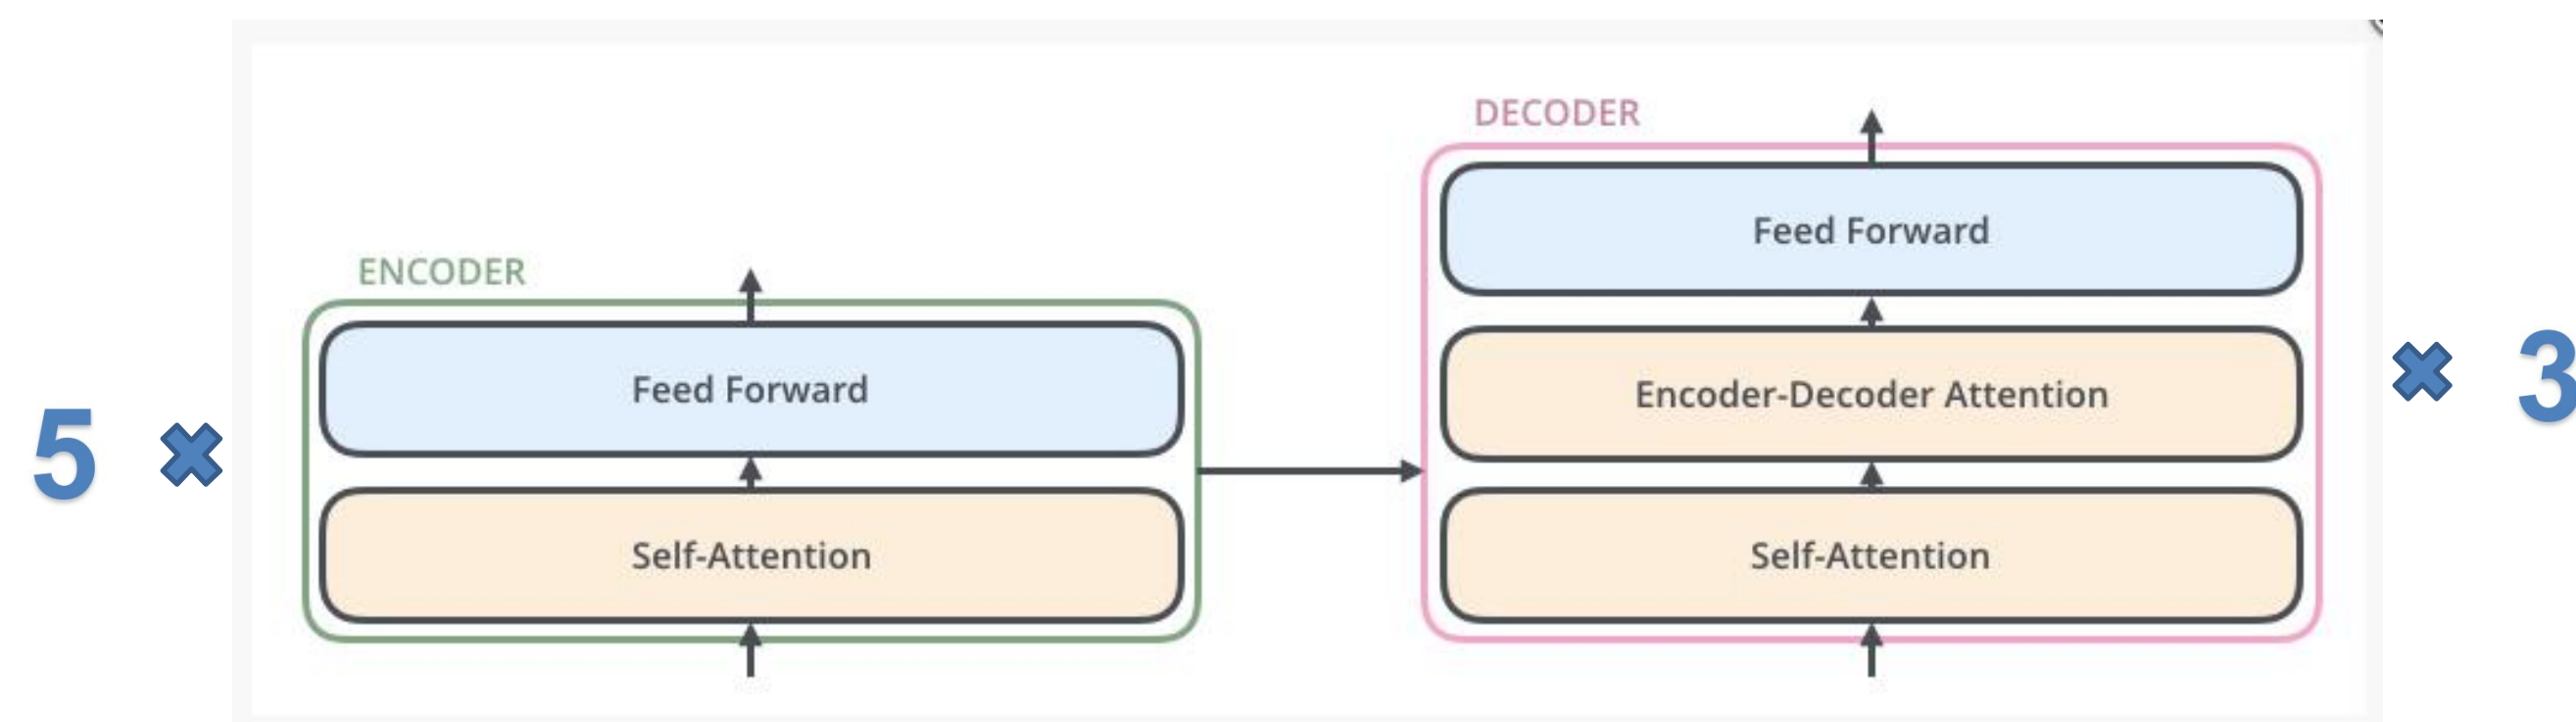 ENCODER
Feed Forward
Self-Attention
5 ✖
DECODER
Feed Forward
Encoder-Decoder Attention
Self-Attention
✖ 3